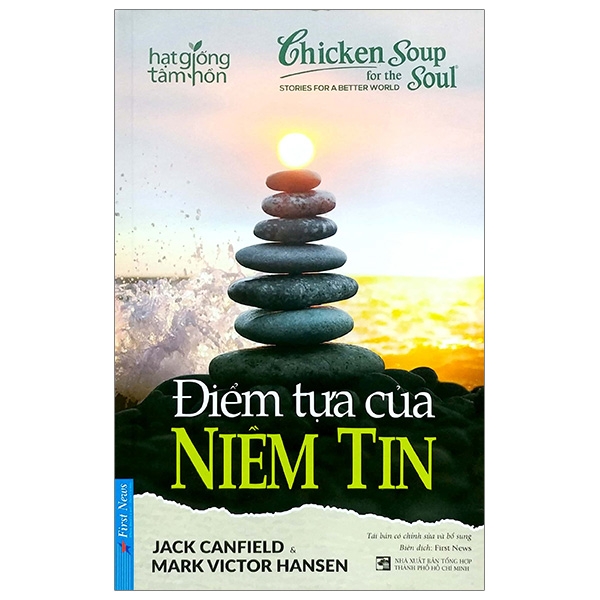 hạt giống
tâm hồn
Chicken Soup
for the
Soul®
STORIES FOR A BETTER WORLD
Điểm tựa của
NIỀM TIN
First News
JACK CANFIELD &
MARK VICTOR HANSEN
Tái bản có chỉnh sửa và bổ sung
Biên dịch: First News
NHÀ XUẤT BẢN TỔNG HỢP
THÀNH PHỐ HỒ CHÍ MINH